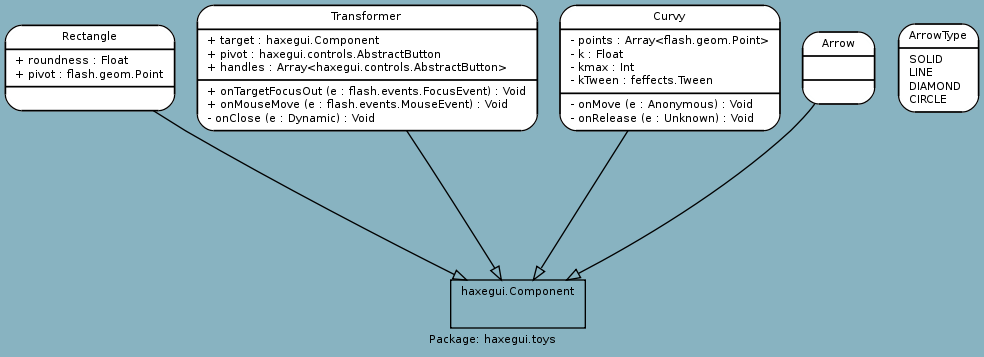 Rectangle
+ roundness : Float
+ pivot : flash.geom.Point
Transformer
+ target : haxegui.Component
+ pivot : haxegui.controls.AbstractButton
+ handles : Array<haxegui.controls.AbstractButton>
+ onTargetFocusOut (e : flash.events.FocusEvent) : Void
+ onMouseMove (e : flash.events.MouseEvent) : Void
- onClose (e : Dynamic) : Void
Curvy
- points : Array<flash.geom.Point>
- k : Float
- kmax : Int
- kTween : feffects.Tween
- onMove (e : Anonymous) : Void
- onRelease (e : Unknown) : Void
Arrow
ArrowType
SOLID
LINE
DIAMOND
CIRCLE
haxegui.Component
Package: haxegui.toys